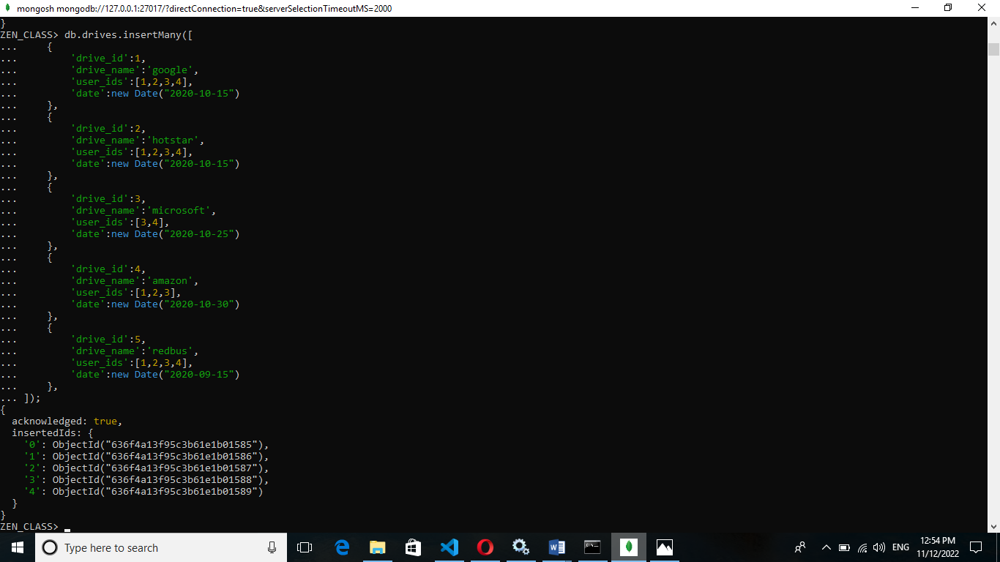 mongosh mongodb://127.0.0.1:27017/?directConnection=true&serverSelectionTimeoutMS=2000
}
ZEN_CLASS> db.drives.insertMany([
...     {
...         'drive_id':1,
...         'drive_name':'google',
...         'user_ids':[1,2,3,4],
...         'date':new Date("2020-10-15")
...     },
...     {
...         'drive_id':2,
...         'drive_name':'hotstar',
...         'user_ids':[1,2,3,4],
...         'date':new Date("2020-10-15")
...     },
...     {
...         'drive_id':3,
...         'drive_name':'microsoft',
...         'user_ids':[3,4],
...         'date':new Date("2020-10-25")
...     },
...     {
...         'drive_id':4,
...         'drive_name':'amazon',
...         'user_ids':[1,2,3],
...         'date':new Date("2020-10-30")
...     },
...     {
...         'drive_id':5,
...         'drive_name':'redbus',
...         'user_ids':[1,2,3,4],
...         'date':new Date("2020-09-15")
...     },
... ]);
{
  acknowledged: true,
  insertedIds: {
    '0': ObjectId("636f4a13f95c3b61e1b01585"),
    '1': ObjectId("636f4a13f95c3b61e1b01586"),
    '2': ObjectId("636f4a13f95c3b61e1b01587"),
    '3': ObjectId("636f4a13f95c3b61e1b01588"),
    '4': ObjectId("636f4a13f95c3b61e1b01589")
  }
}
ZEN_CLASS>
Type here to search
ENG
12:54 PM
11/12/2022